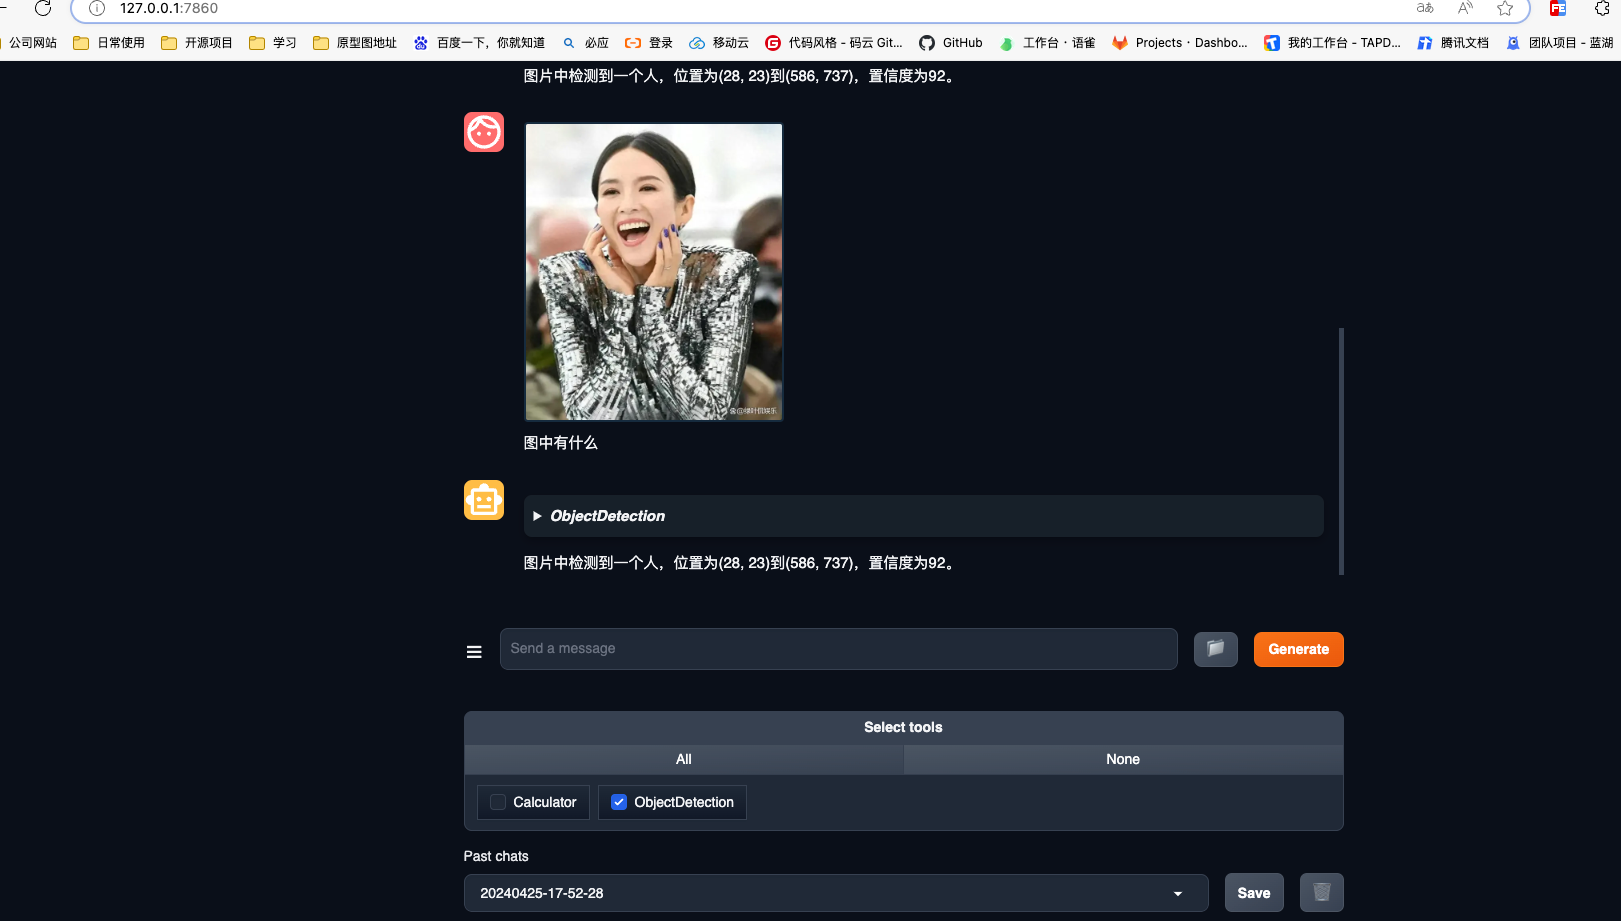 127.0.0.1:7860
公司网站 日常使用 开源项目 学习 原型图地址 百度一下，你就知道 必应 登录 移动云 代码风格 - 码云 Git... GitHub 工作台 · 语雀 Projects · Dashbo... 我的工作台 - TAPD... 腾讯文档 团队项目 - 蓝湖
图片中检测到一个人，位置为(28, 23)到(586, 737)，置信度为92。
图中有什么
ObjectDetection
图片中检测到一个人，位置为(28, 23)到(586, 737)，置信度为92。
Send a message
Generate
Select tools
All None
Calculator ObjectDetection
Past chats
20240425-17-52-28
Save